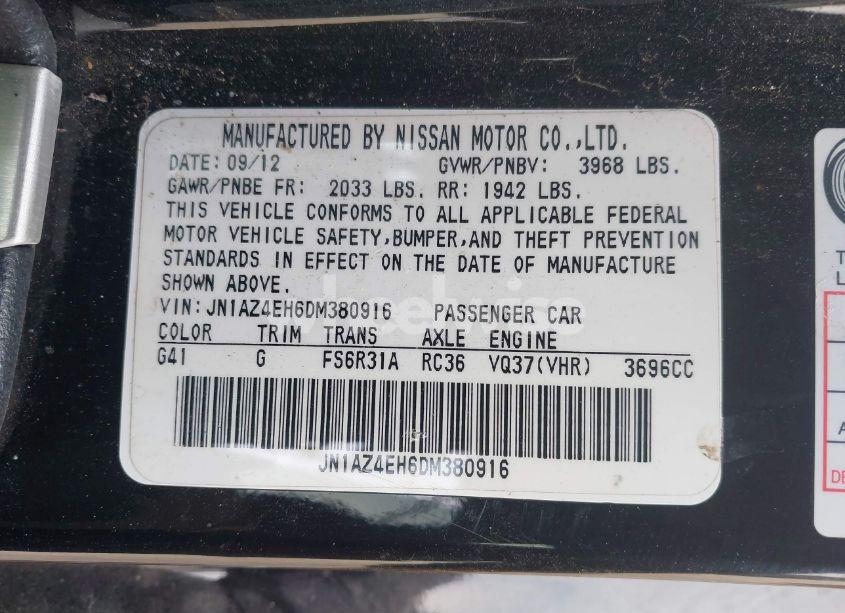 MANUFACTURED BY NISSAN MOTOR CO.,LTD.
DATE: 09/12 GVWR/PNBV: 3968 LBS.
GAWR/PNBE FR: 2033 LBS. RR: 1942 LBS.
THIS VEHICLE CONFORMS TO ALL APPLICABLE FEDERAL
MOTOR VEHICLE SAFETY,BUMPER,AND THEFT PREVENTION
STANDARDS IN EFFECT ON THE DATE OF MANUFACTURE
SHOWN ABOVE.
VIN:JN1AZ4EH6DM380916 PASSENGER CAR
COLOR TRIM TRANS AXLE ENGINE
G41 G FS6R31A RC36 VQ37(VHR) 3696CC
JN1AZ4EH6DM380916